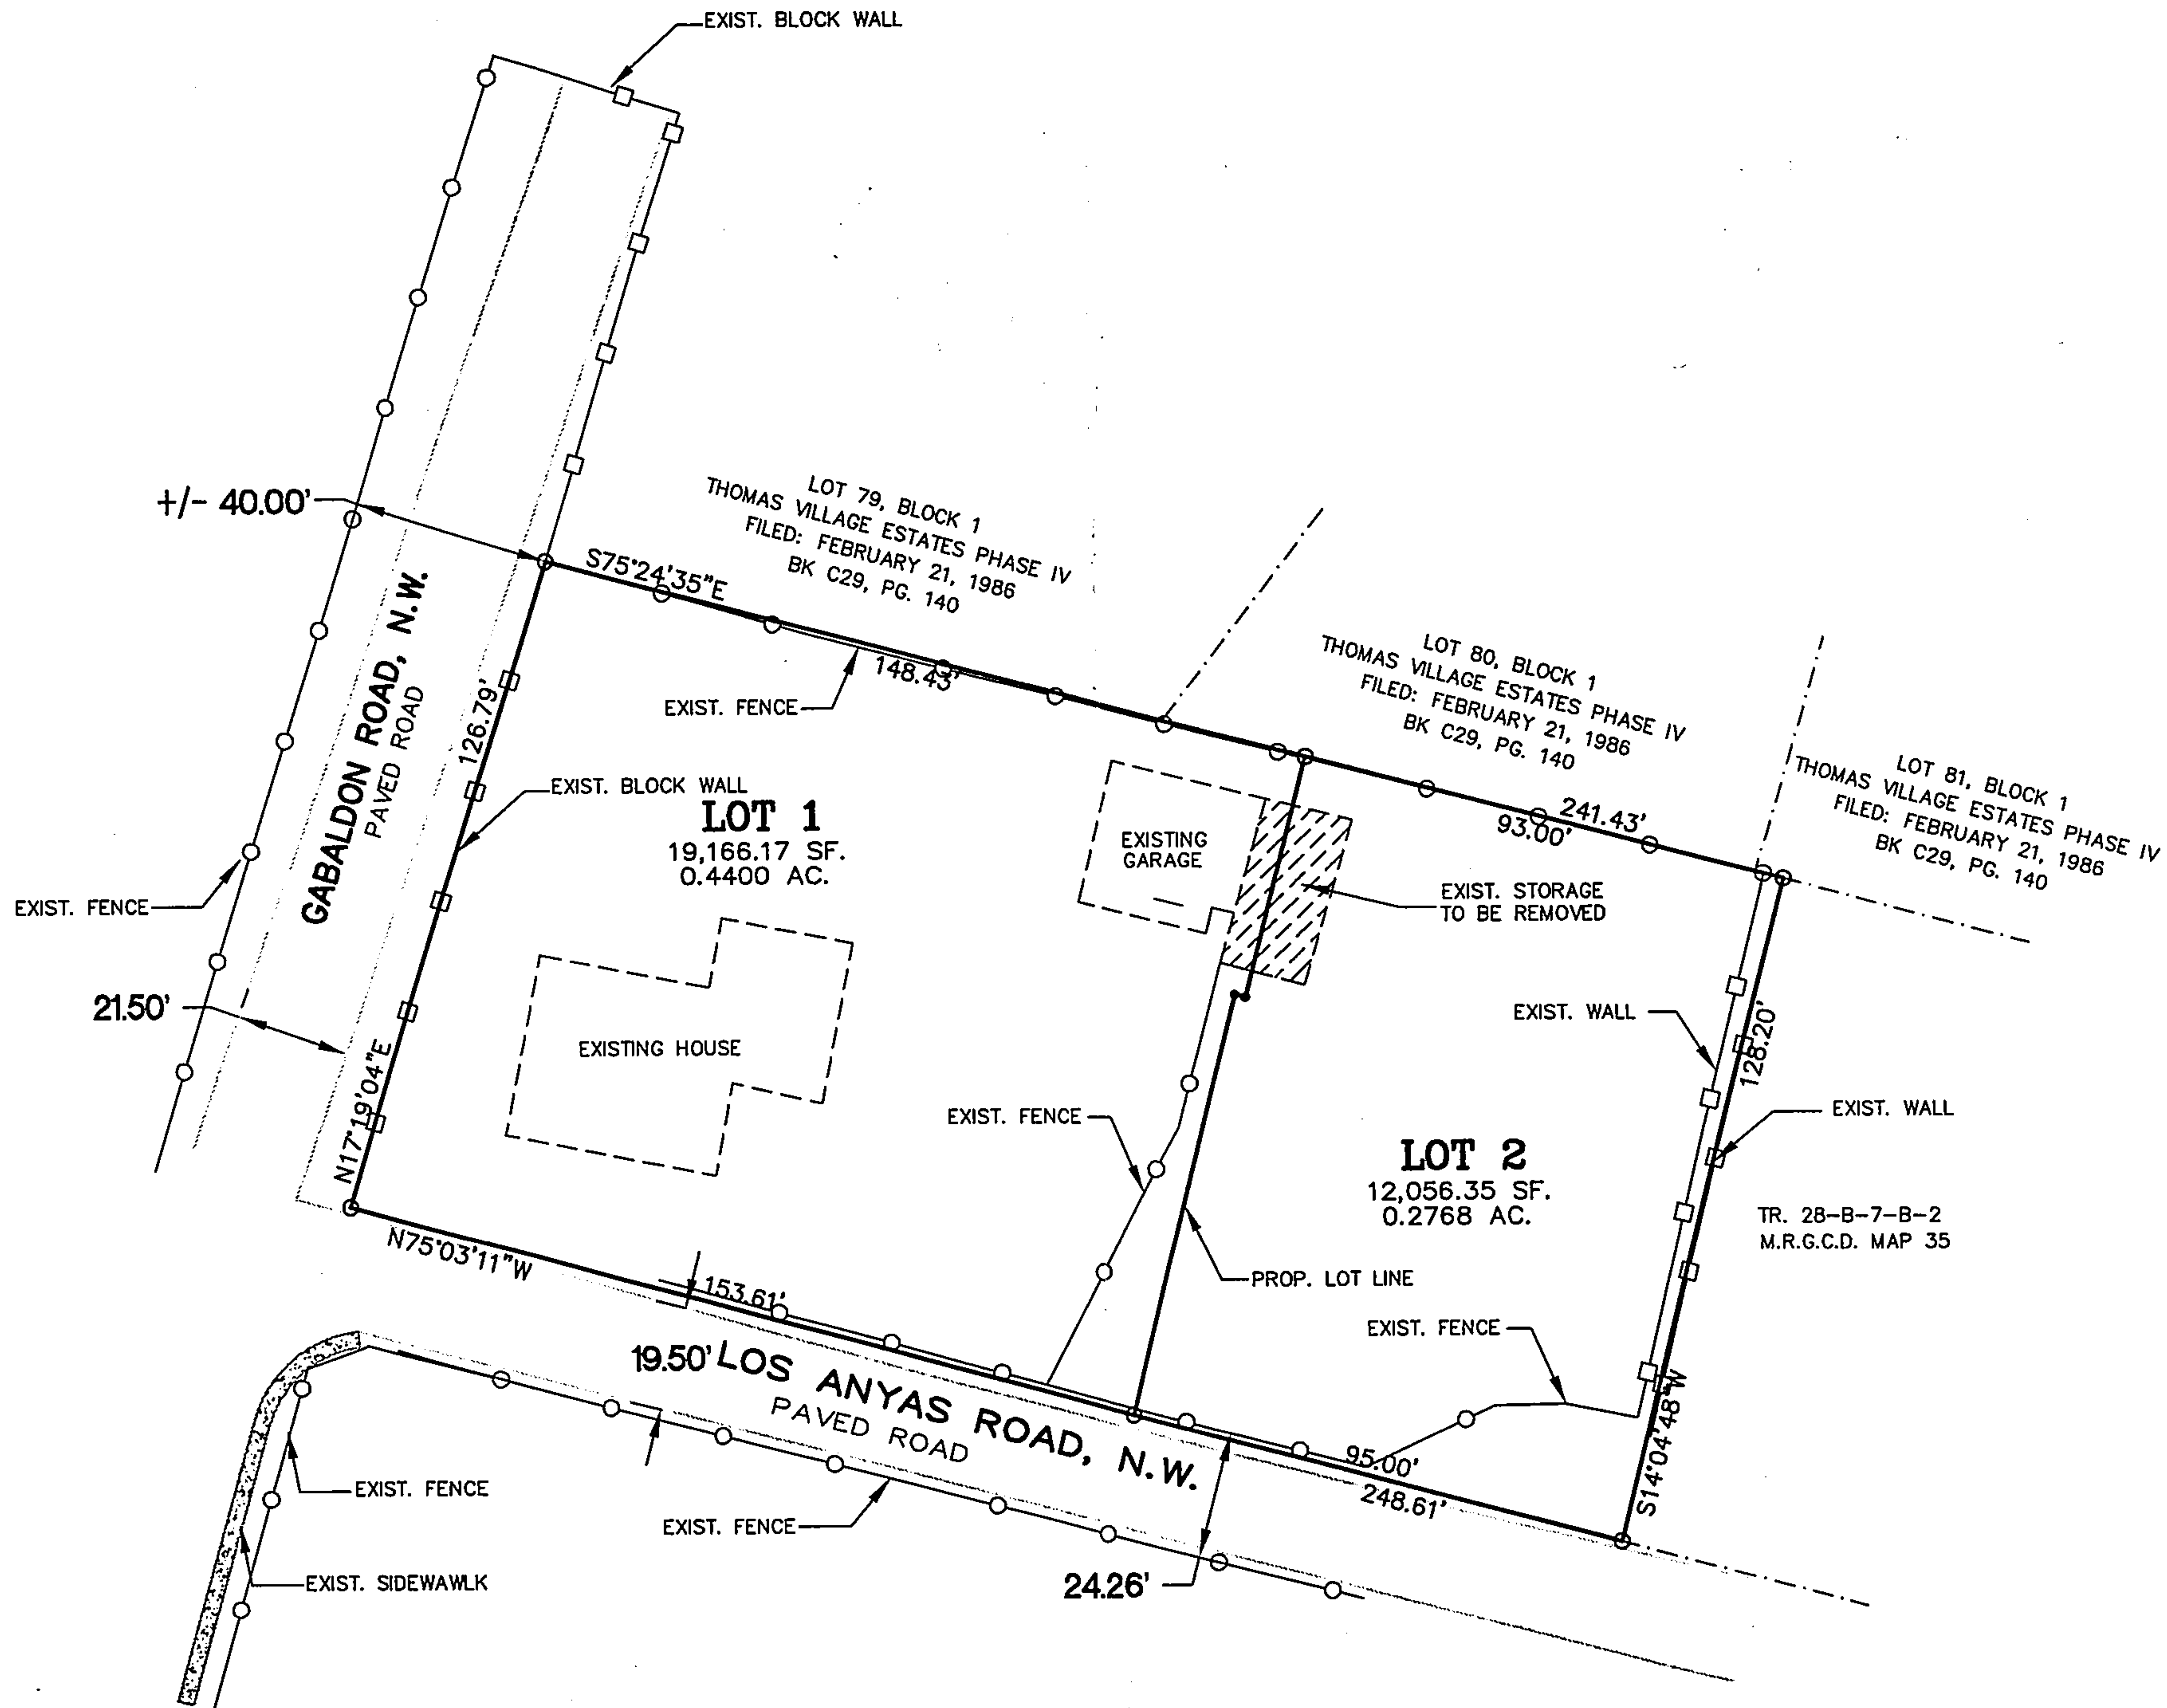 EXIST. BLOCK WALL
+/- 40.00'
LOT 79, BLOCK 1
THOMAS VILLAGE ESTATES PHASE IV
FILED: FEBRUARY 21, 1986
BK C29, PG. 140
S75°24'35"E
148.43'
EXIST. FENCE
LOT 80, BLOCK 1
THOMAS VILLAGE ESTATES PHASE IV
FILED: FEBRUARY 21, 1986
BK C29, PG. 140
241.43'
93.00'
LOT 81, BLOCK 1
THOMAS VILLAGE ESTATES PHASE IV
FILED: FEBRUARY 21, 1986
BK C29, PG. 140
GABALDON ROAD, N.W.
PAVED ROAD
126.79'
EXIST. BLOCK WALL
LOT 1
19,166.17 SF.
0.4400 AC.
EXISTING
GARAGE
EXIST. STORAGE
TO BE REMOVED
EXIST. FENCE
21.50'
N17°19'04"E
EXISTING HOUSE
EXIST. WALL
128.20'
EXIST. FENCE
EXIST. WALL
LOT 2
12,056.35 SF.
0.2768 AC.
TR. 28-B-7-B-2
M.R.G.C.D. MAP 35
N75°03'11"W
153.61'
PROP. LOT LINE
EXIST. FENCE
S14°04'48"W
19.50'
LOS ANYAS ROAD, N.W.
PAVED ROAD
95.00'
248.61'
EXIST. FENCE
EXIST. FENCE
EXIST. SIDEWAWLK
24.26'